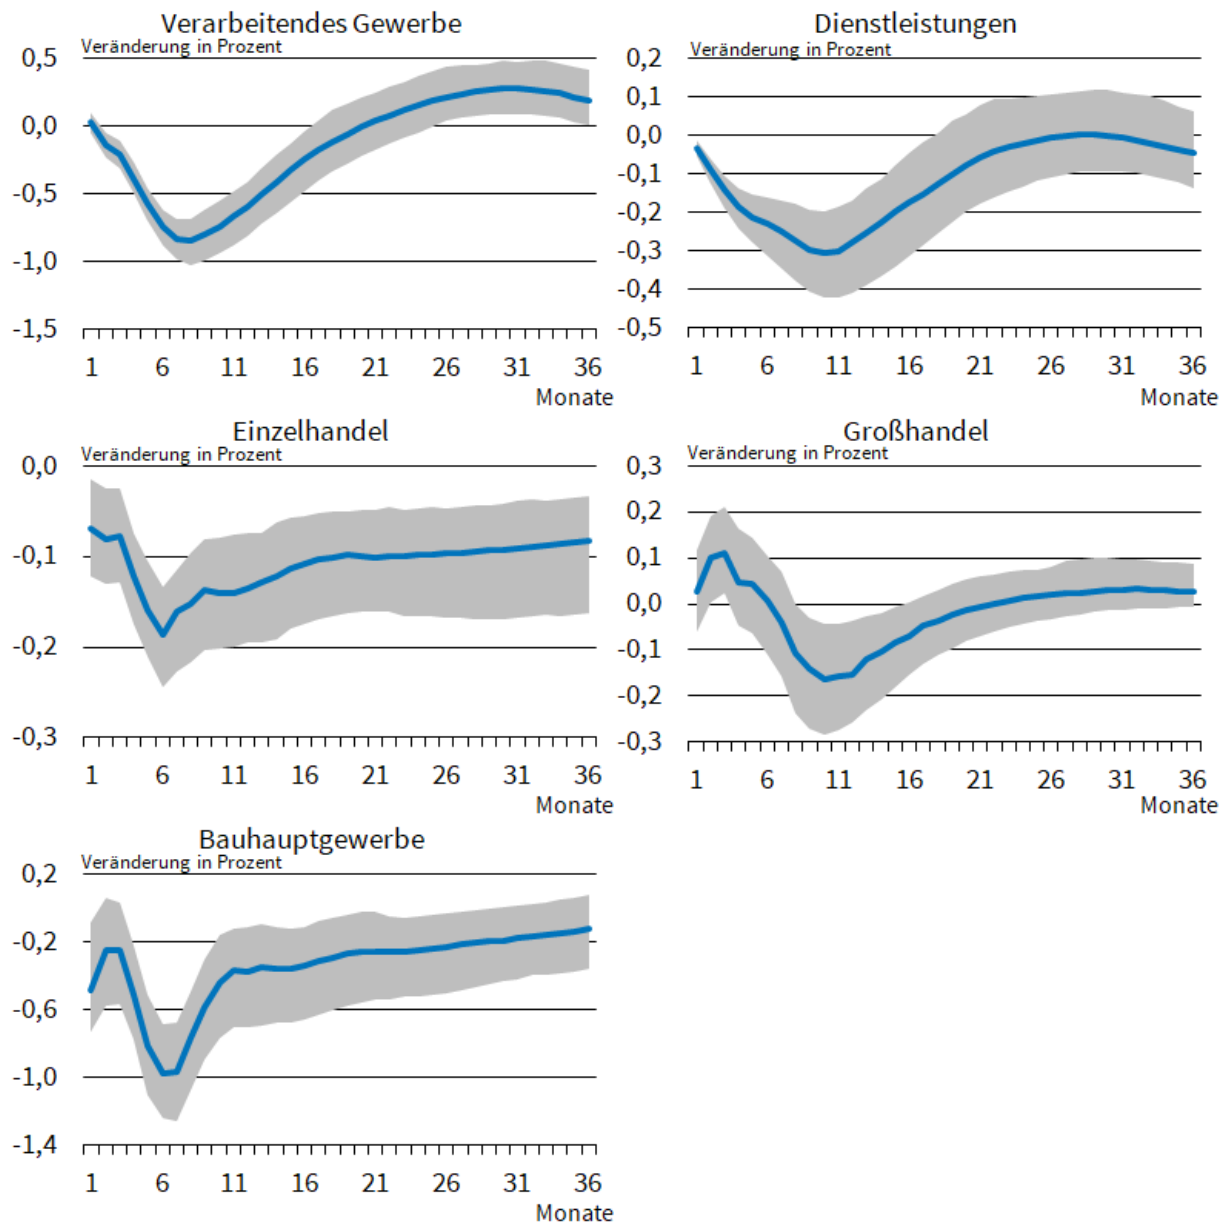 Verarbeitendes Gewerbe
Veränderung in Prozent
0,5
0,0
-0,5
-1,0
-1,5
1 6 11 16 21 26 31 36
Monate
Dienstleistungen
Veränderung in Prozent
0,2
0,1
0,0
-0,1
-0,2
-0,3
-0,4
-0,5
1 6 11 16 21 26 31 36
Monate
Einzelhandel
Veränderung in Prozent
0,0
-0,1
-0,2
-0,3
1 6 11 16 21 26 31 36
Monate
Großhandel
Veränderung in Prozent
0,3
0,2
0,1
0,0
-0,1
-0,2
-0,3
1 6 11 16 21 26 31 36
Monate
Bauhauptgewerbe
Veränderung in Prozent
0,2
-0,2
-0,6
-1,0
-1,4
1 6 11 16 21 26 31 36
Monate